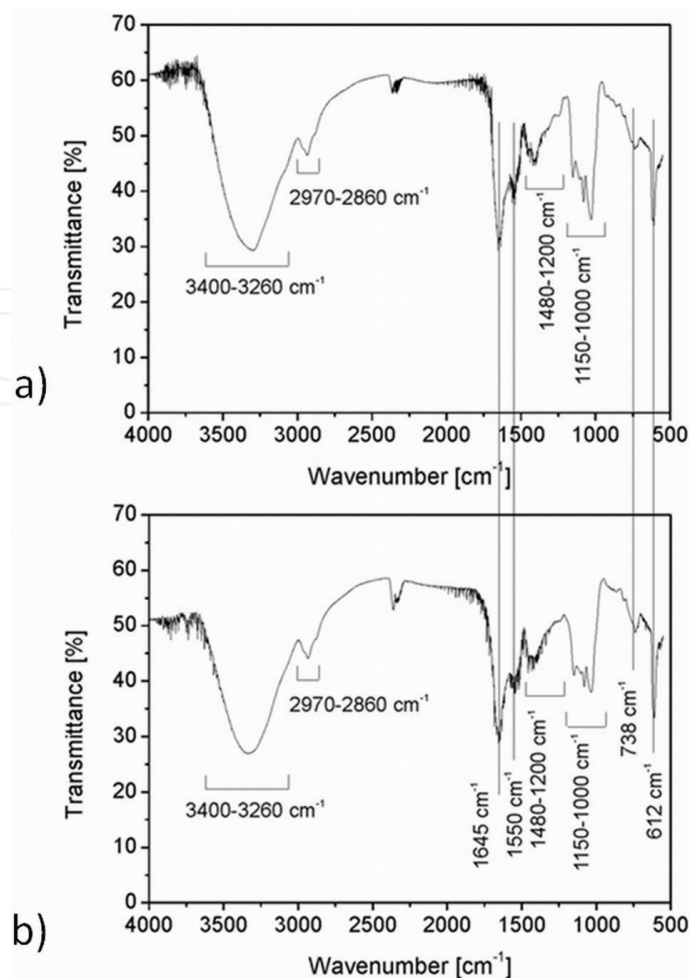 70
60
50
40
30
20
10
0
Transmittance [%]
2970-2860 cm⁻¹
3400-3260 cm⁻¹
1480-1200 cm⁻¹
1150-1000 cm⁻¹
a)
4000 3500 3000 2500 2000 1500 1000 500
Wavenumber [cm⁻¹]
70
60
50
40
30
20
10
0
Transmittance [%]
2970-2860 cm⁻¹
3400-3260 cm⁻¹
1645 cm⁻¹
1550 cm⁻¹
1480-1200 cm⁻¹
1150-1000 cm⁻¹
738 cm⁻¹
612 cm⁻¹
b)
4000 3500 3000 2500 2000 1500 1000 500
Wavenumber [cm⁻¹]